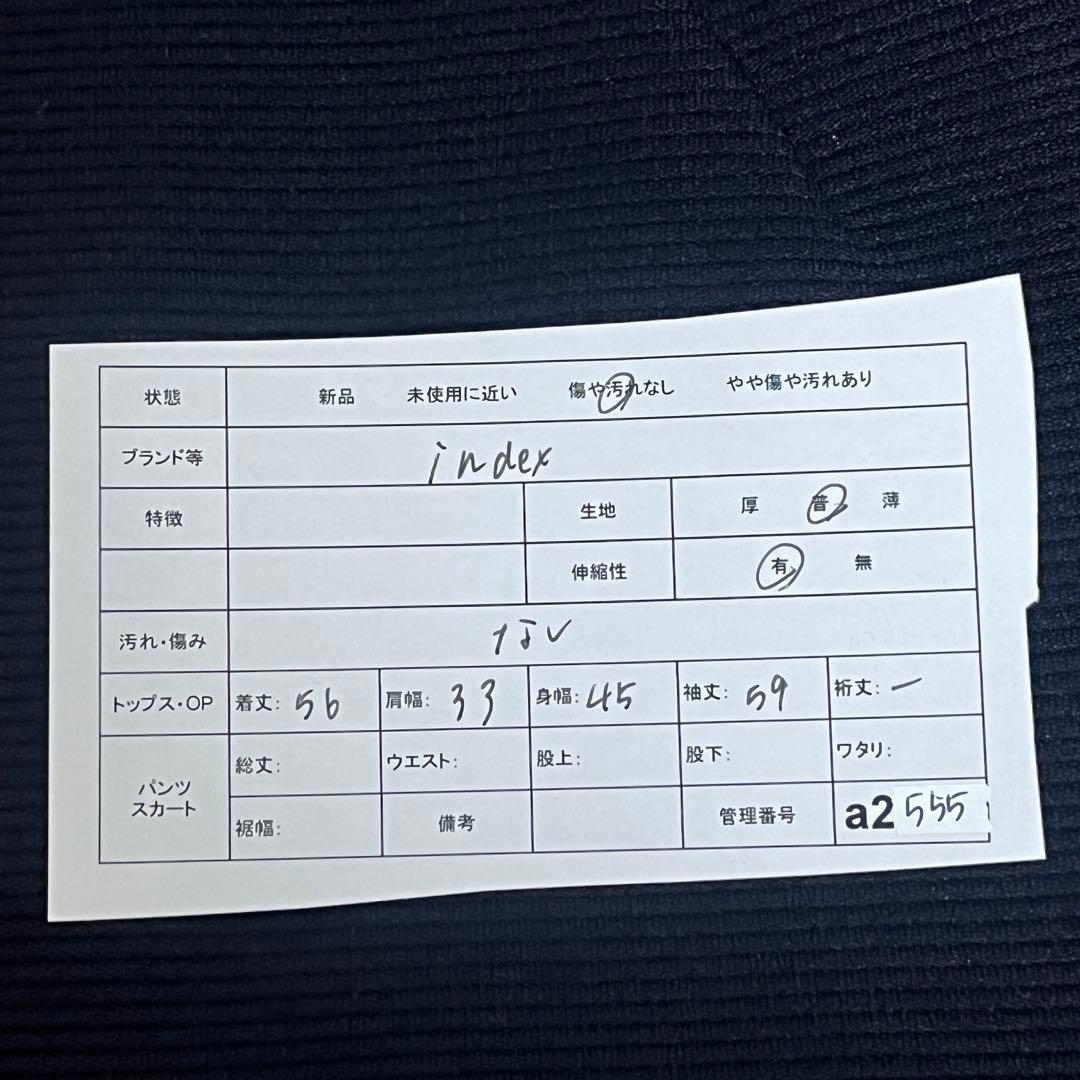 状態 新品 未使用に近い 傷や汚れなし やや傷や汚れあり
ブランド等 index
特徴 生地 厚 普 薄
伸縮性 有 無
汚れ・傷み なし
トップス・OP 着丈: 56 肩幅: 33 身幅: 45 袖丈: 59 裄丈: ー
パンツ スカート 総丈: ウエスト: 股上: 股下: ワタリ:
裾幅: 備考 管理番号 a2 555